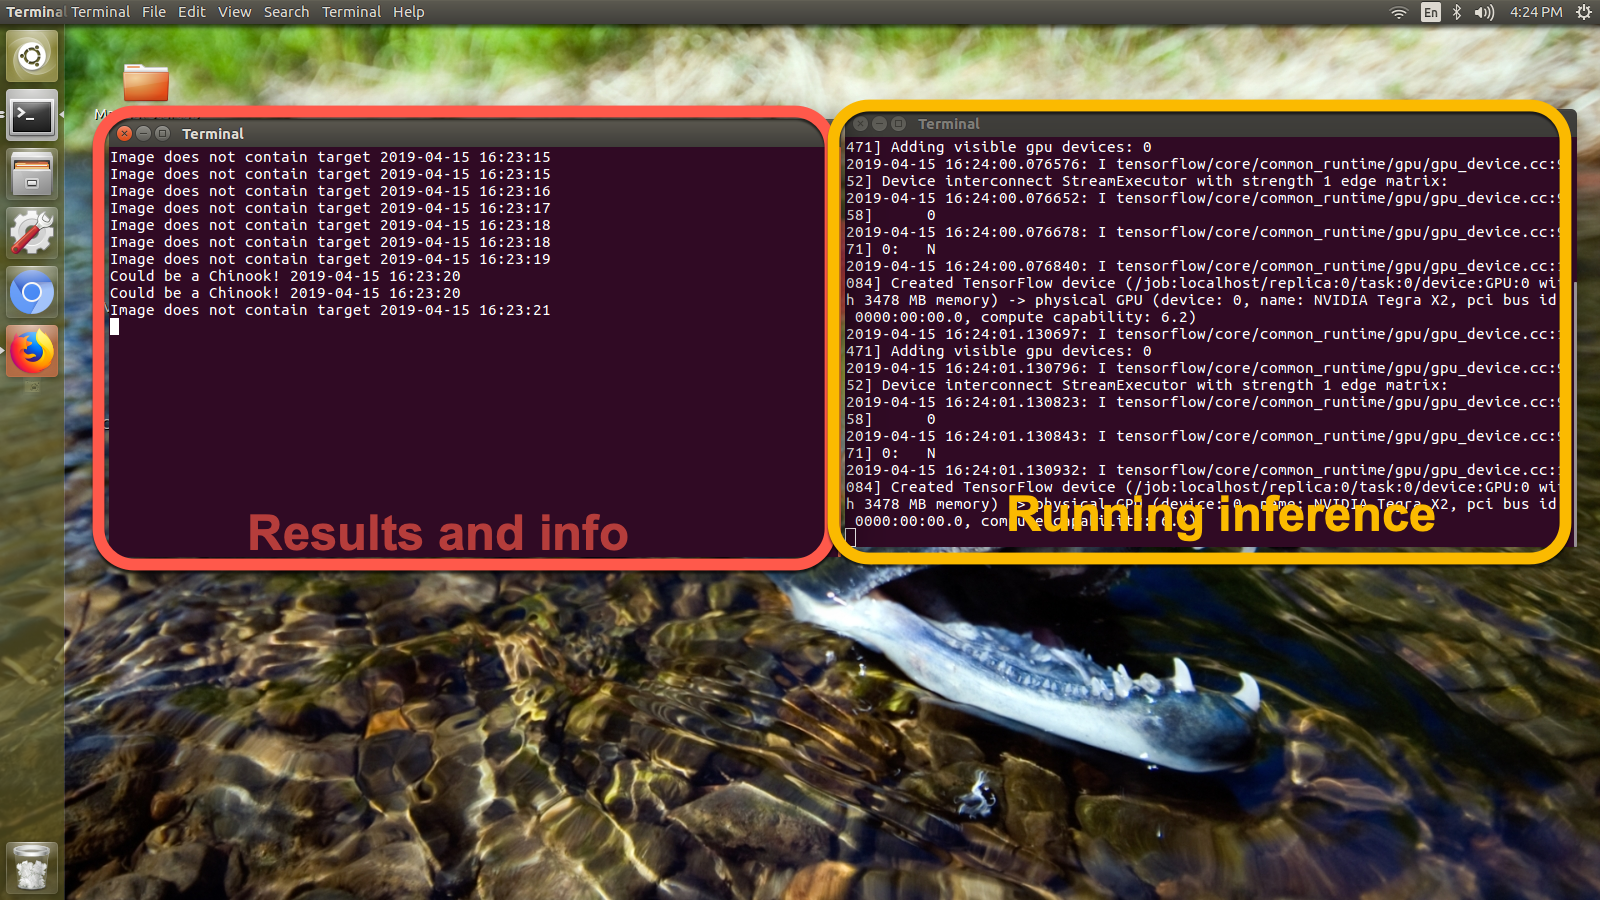 Terminal Terminal File Edit View Search Terminal Help
En 4:24 PM
Terminal
Image does not contain target 2019-04-15 16:23:15
Image does not contain target 2019-04-15 16:23:15
Image does not contain target 2019-04-15 16:23:16
Image does not contain target 2019-04-15 16:23:17
Image does not contain target 2019-04-15 16:23:18
Image does not contain target 2019-04-15 16:23:18
Image does not contain target 2019-04-15 16:23:19
Could be a Chinook! 2019-04-15 16:23:20
Could be a Chinook! 2019-04-15 16:23:20
Image does not contain target 2019-04-15 16:23:21
Results and info
Terminal
471] Adding visible gpu devices: 0
2019-04-15 16:24:00.076576: I tensorflow/core/common_runtime/gpu/gpu_device.cc:9
52] Device interconnect StreamExecutor with strength 1 edge matrix:
2019-04-15 16:24:00.076652: I tensorflow/core/common_runtime/gpu/gpu_device.cc:9
58] 0
2019-04-15 16:24:00.076678: I tensorflow/core/common_runtime/gpu/gpu_device.cc:9
71] 0: N
2019-04-15 16:24:00.076840: I tensorflow/core/common_runtime/gpu/gpu_device.cc:1
084] Created TensorFlow device (/job:localhost/replica:0/task:0/device:GPU:0 wit
h 3478 MB memory) -> physical GPU (device: 0, name: NVIDIA Tegra X2, pci bus id
0000:00:00.0, compute capability: 6.2)
2019-04-15 16:24:01.130697: I tensorflow/core/common_runtime/gpu/gpu_device.cc:1
471] Adding visible gpu devices: 0
2019-04-15 16:24:01.130796: I tensorflow/core/common_runtime/gpu/gpu_device.cc:9
52] Device interconnect StreamExecutor with strength 1 edge matrix:
2019-04-15 16:24:01.130823: I tensorflow/core/common_runtime/gpu/gpu_device.cc:9
58] 0
2019-04-15 16:24:01.130843: I tensorflow/core/common_runtime/gpu/gpu_device.cc:9
71] 0: N
2019-04-15 16:24:01.130932: I tensorflow/core/common_runtime/gpu/gpu_device.cc:1
084] Created TensorFlow device (/job:localhost/replica:0/task:0/device:GPU:0 wit
h 3478 MB memory) -> physical GPU (device: 0, name: NVIDIA Tegra X2, pci bus id
0000:00:00.0, compute capability: 6.2)
Running inference